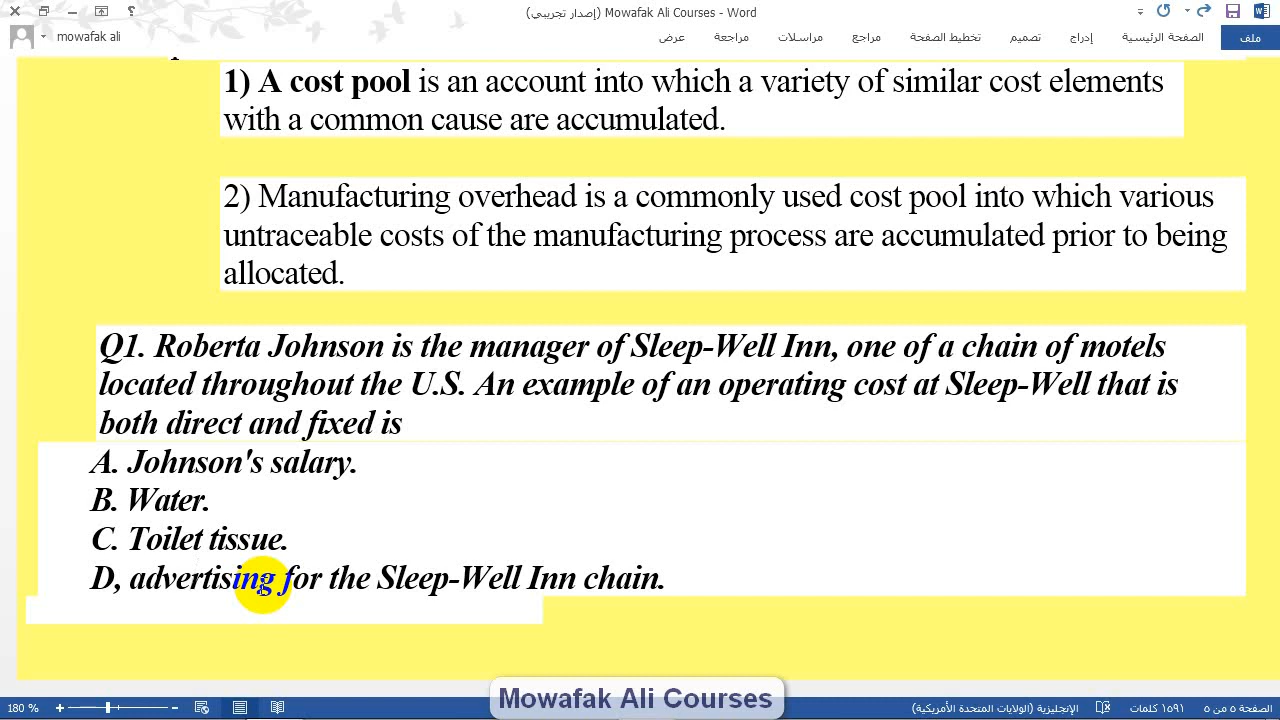 Mowafak Ali Courses - Word (إصدار تجريبي)
mowafak ali
ملف الصفحة الرئيسية إدراج تصميم تخطيط الصفحة مراجع مراسلات مراجعة عرض
1) A cost pool is an account into which a variety of similar cost elements
with a common cause are accumulated.
2) Manufacturing overhead is a commonly used cost pool into which various
untraceable costs of the manufacturing process are accumulated prior to being
allocated.
Q1. Roberta Johnson is the manager of Sleep-Well Inn, one of a chain of motels
located throughout the U.S. An example of an operating cost at Sleep-Well that is
both direct and fixed is
A. Johnson's salary.
B. Water.
C. Toilet tissue.
D, advertising for the Sleep-Well Inn chain.
Mowafak Ali Courses
الصفحة ٥ من ٥ ١٥٩١ كلمات الإنجليزية (الولايات المتحدة الأمريكية)
180 %